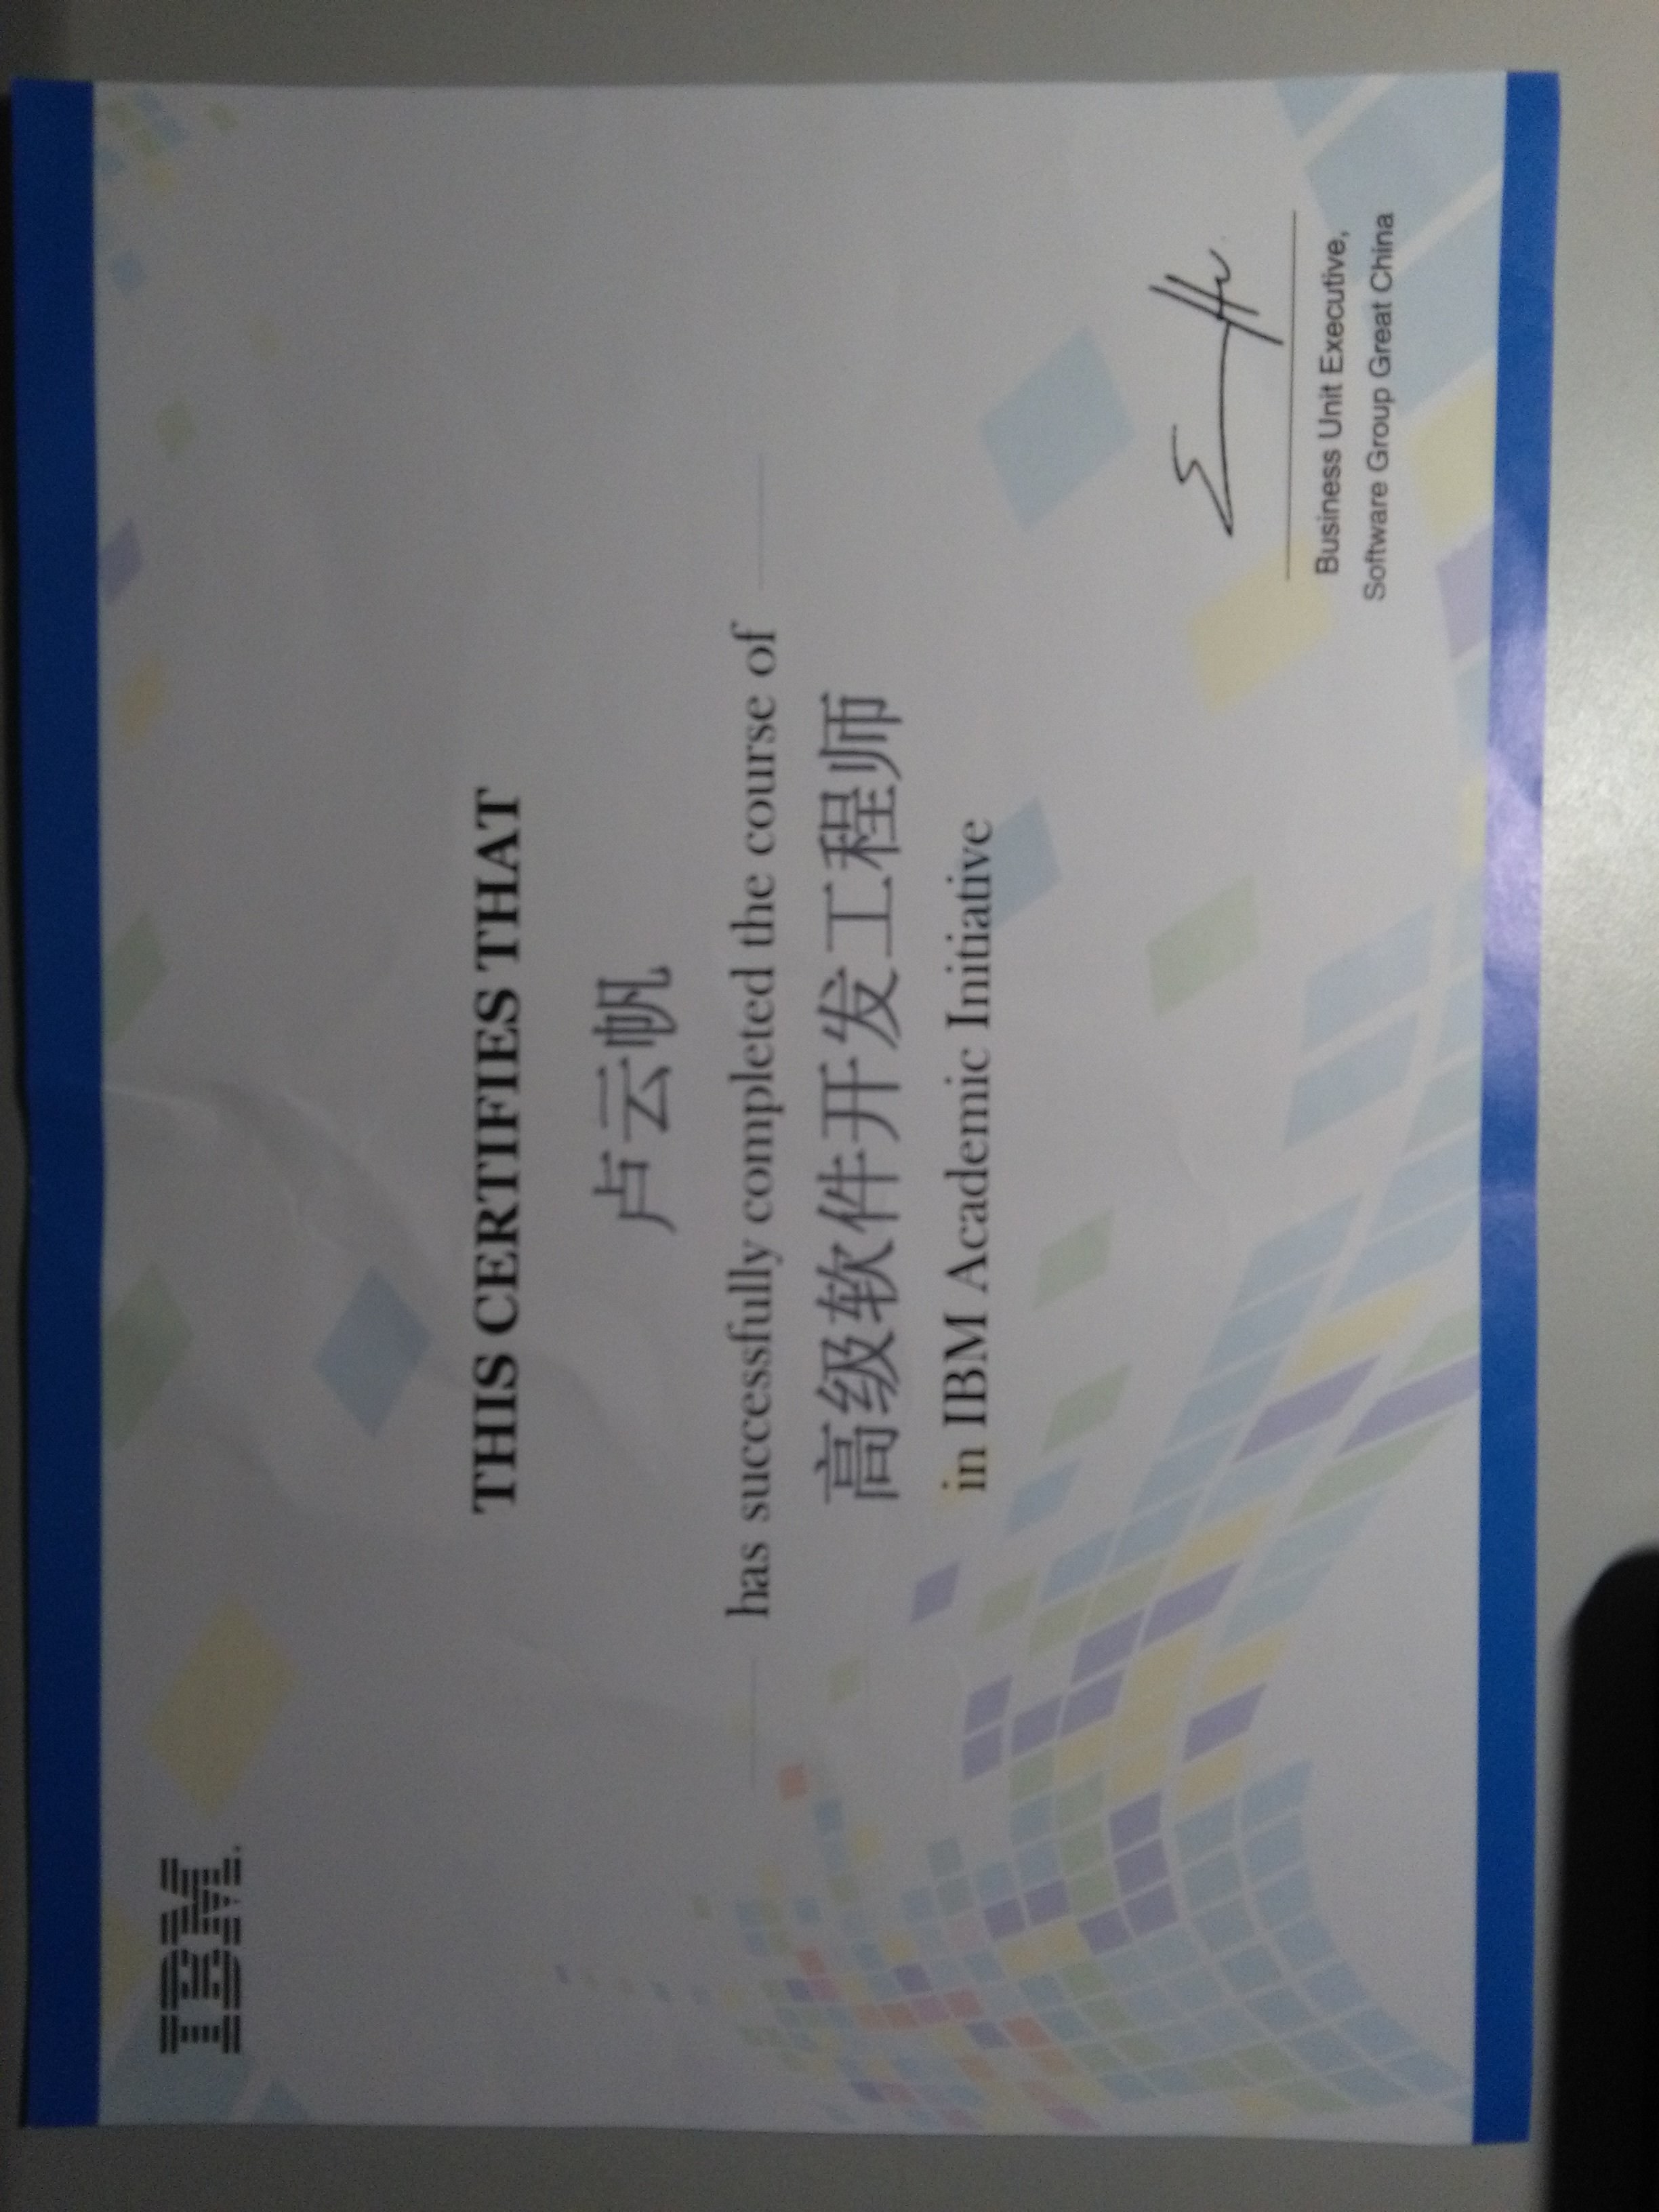 IBM
THIS CERTIFIES THAT
卢云帆
has successfully completed the course of
高级软件开发工程师
in IBM Academic Initiative
Business Unit Executive,
Software Group Great China